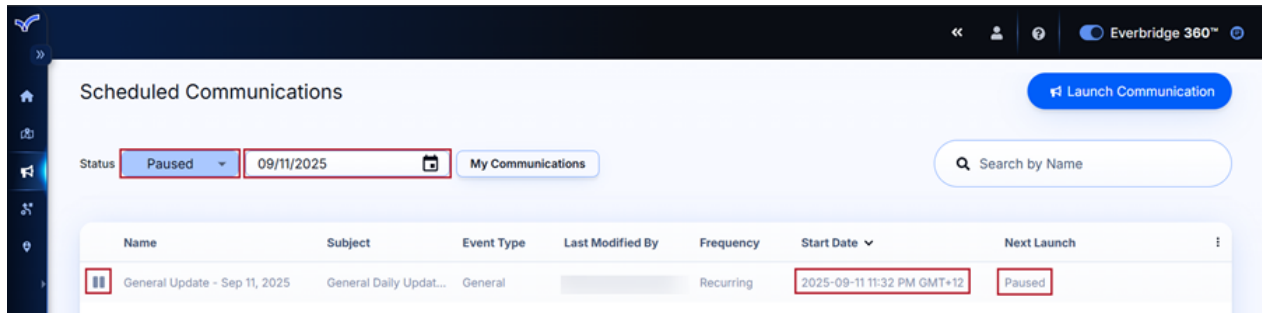 Everbridge 360™
Scheduled Communications
Launch Communication
Status Paused 09/11/2025 My Communications Search by Name
Name Subject Event Type Last Modified By Frequency Start Date Next Launch
General Update - Sep 11, 2025 General Daily Updat... General Recurring 2025-09-11 11:32 PM GMT+12 Paused